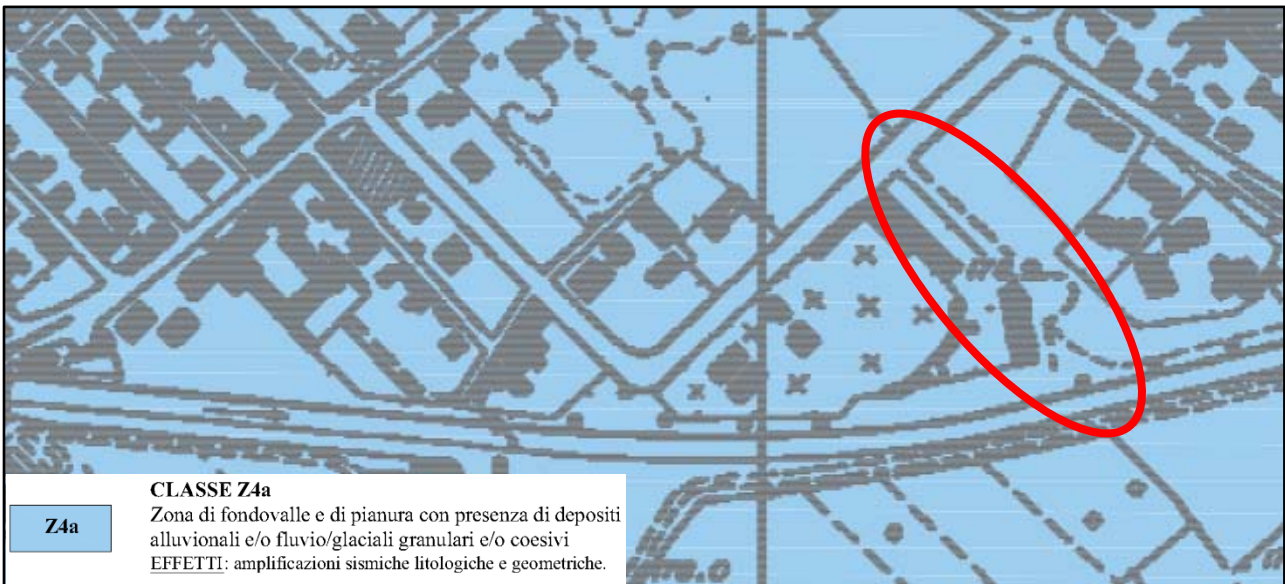 CLASSE Z4a
Z4a
Zona di fondovalle e di pianura con presenza di depositi
alluvionali e/o fluvio/glaciali granulari e/o coesivi
EFFETTI: amplificazioni sismiche litologiche e geometriche.